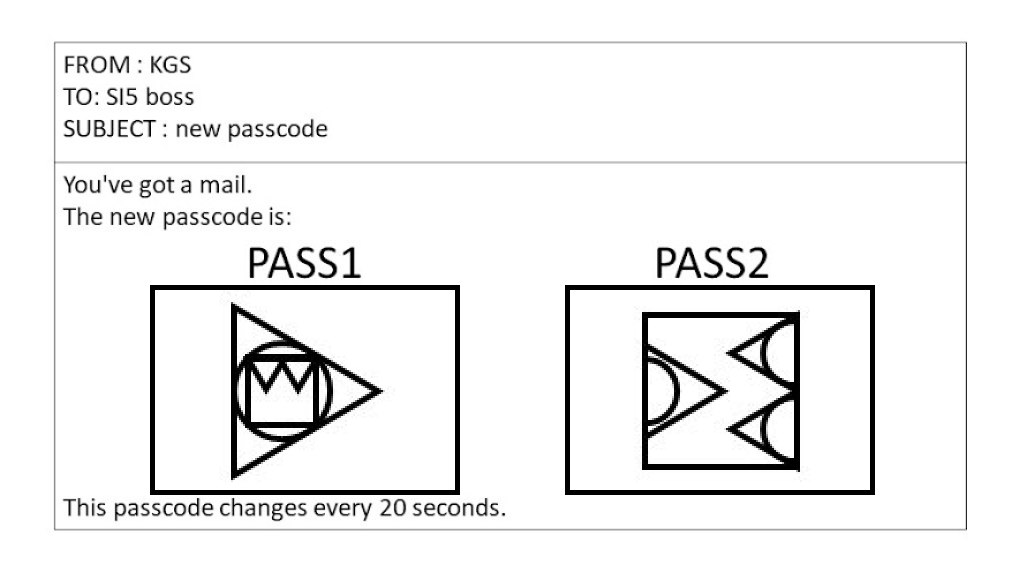 FROM : KGS
TO: SI5 boss
SUBJECT : new passcode
You've got a mail.
The new passcode is:
PASS1
PASS2
This passcode changes every 20 seconds.